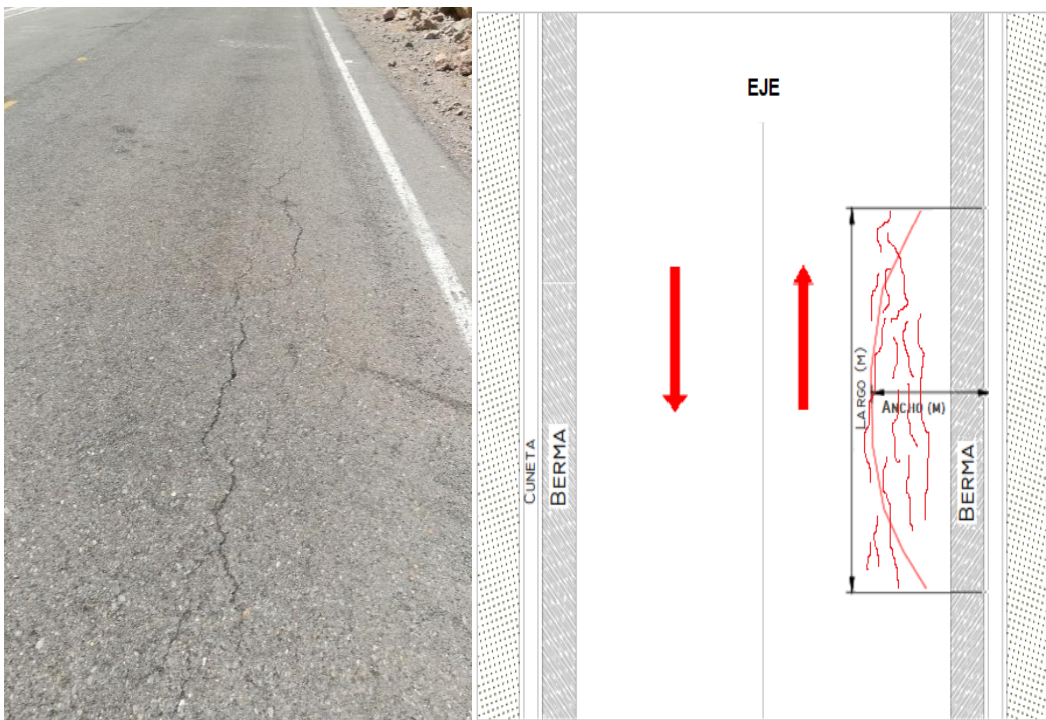 EJE
LARGO (M)
ANCHO (M)
CUNETA
BERMA
BERMA